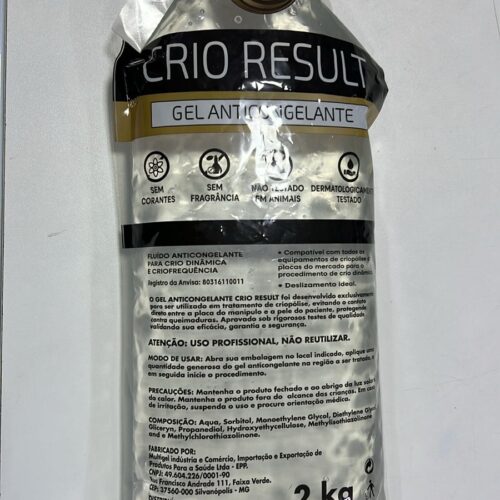 CRIO RESULT
GEL ANTICONGELANTE
SEM CORANTES
SEM FRAGRÂNCIA
NÃO TESTADO EM ANIMAIS
DERMATOLOGICAMENTE TESTADO
FLUÍDO ANTICONGELANTE
PARA CRIO DINÂMICA
E CRIOFREQUÊNCIA
Registro da Anvisa: 80316110011
• Compatível com todos os
equipamentos de criolipólise
placas do mercado para o
procedimento de crio dinâmica.
• Deslizamento Ideal.
O GEL ANTICONGELANTE CRIO RESULT foi desenvolvido exclusivamente
para ser utilizado em tratamento de criopólise, evitando o contato
direto entre a placa do manípulo e a pele do paciente, protegendo
contra queimaduras. Aprovado sob rigorosos testes de qualidade
validando sua eficácia, garantia e segurança.
ATENÇÃO: USO PROFISSIONAL, NÃO REUTILIZAR.
MODO DE USAR: Abra sua embalagem no local indicado, aplique uma
quantidade generosa do gel anticongelante na região a ser tratada, e
em seguida inicie o procedimento.
PRECAUÇÕES: Mantenha o produto fechado e ao abrigo da luz solar e
do calor. Mantenha o produto fora do alcance das crianças. Em caso
de irritação, suspenda o uso e procure orientação médica.
COMPOSIÇÃO: Aqua, Sorbitol, Monoethylene Glycol, Diethylene Glycol,
Gliceryn, Propanediol, Hydroxyethycellulose, Methylisothiazolinone
and e Methylchlorothiazolinone.
FABRICADO POR:
Multigel indústria e Comércio, Importação e Exportação de
Produtos Para a Saúde Ltda - EPP.
CNPJ: 49.604.226/0001-90
Rua Francisco Andrade 111, Faixa Verde.
CEP: 37560-000 Silvanópolis - MG
2 kg